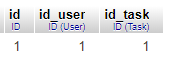 id id_user id_task
ID ID (User) ID (Task)
1 1 1